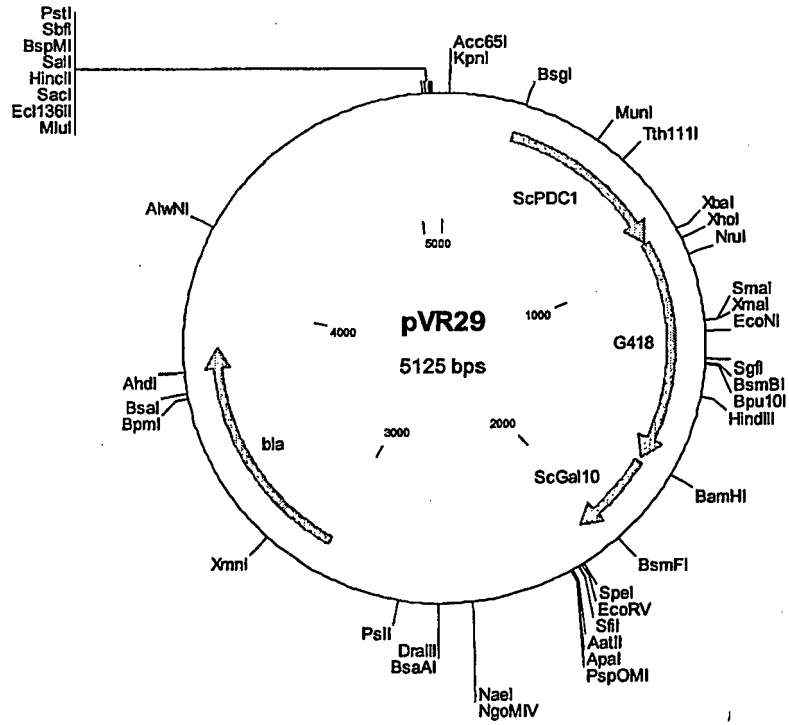 PstI
SbfI
BspMI
SalI
HincII
SacI
Ecl136II
MluI
Acc65I
KpnI
BsgI
MunI
Tth111I
ScPDC1
XbaI
XhoI
NruI
AlwNI
5000
SmaI
XmaI
EcoNI
1000
4000
pVR29
G418
5125 bps
SgfI
BsmBI
Bpu10I
HindIII
AhdI
BsaI
BpmI
bla
3000
2000
ScGal10
BamHI
XmnI
BsmFI
SpeI
EcoRV
SfiI
AatII
ApaI
PspOMI
PsiI
DraIII
BsaAI
NaeI
NgoMIV